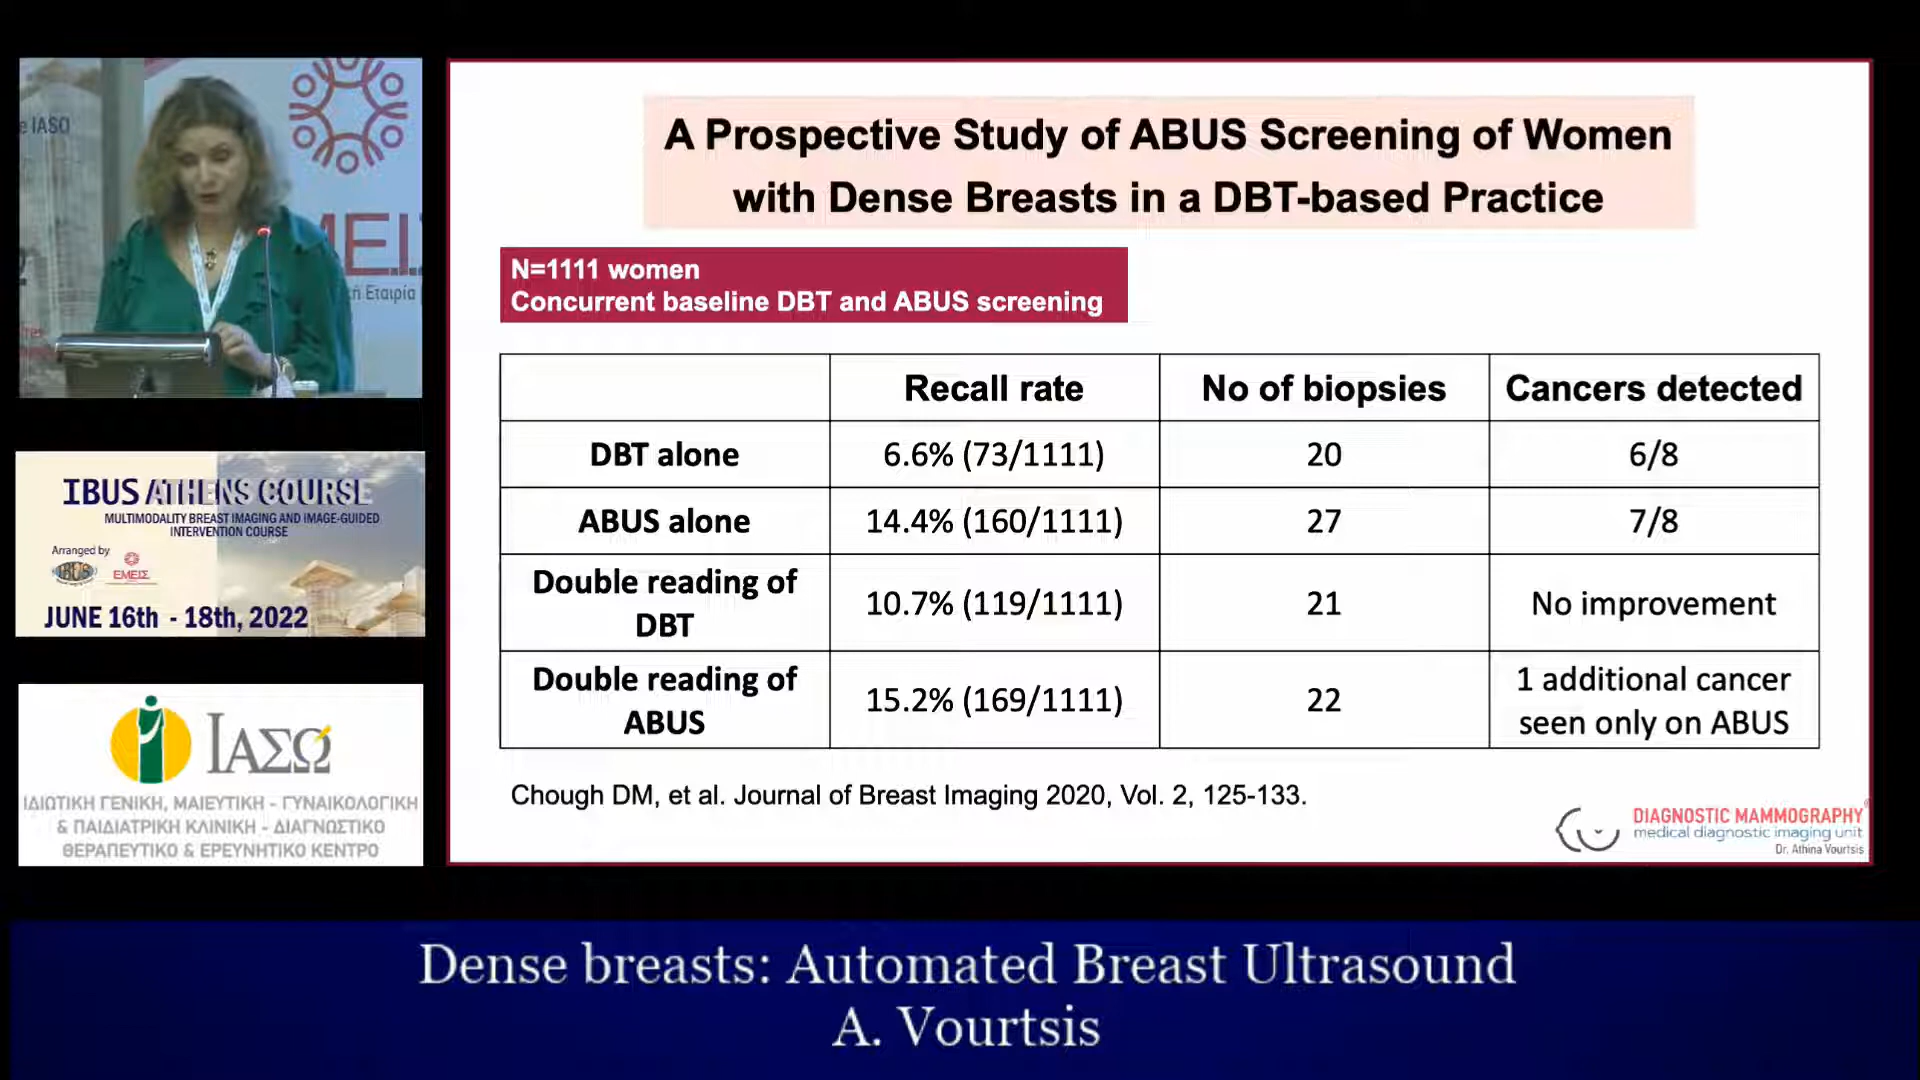 e IASO
ΜΕΙΣ
ή Εταιρία
IBUS ATHENS COURSE
MULTIMODALITY BREAST IMAGING AND IMAGE-GUIDED
INTERVENTION COURSE
Arranged by
IBUS
ΕΜΕΙΣ
JUNE 16th - 18th, 2022
ΙΑΣΩ
ΙΔΙΩΤΙΚΗ ΓΕΝΙΚΗ, ΜΑΙΕΥΤΙΚΗ - ΓΥΝΑΙΚΟΛΟΓΙΚΗ
& ΠΑΙΔΙΑΤΡΙΚΗ ΚΛΙΝΙΚΗ - ΔΙΑΓΝΩΣΤΙΚΟ
ΘΕΡΑΠΕΥΤΙΚΟ & ΕΡΕΥΝΗΤΙΚΟ ΚΕΝΤΡΟ
A Prospective Study of ABUS Screening of Women
with Dense Breasts in a DBT-based Practice
N=1111 women
Concurrent baseline DBT and ABUS screening
Recall rate No of biopsies Cancers detected
DBT alone 6.6% (73/1111) 20 6/8
ABUS alone 14.4% (160/1111) 27 7/8
Double reading of
DBT 10.7% (119/1111) 21 No improvement
Double reading of
ABUS 15.2% (169/1111) 22 1 additional cancer
seen only on ABUS
Chough DM, et al. Journal of Breast Imaging 2020, Vol. 2, 125-133.
DIAGNOSTIC MAMMOGRAPHY®
medical diagnostic imaging unit
Dr. Athina Vourtsis
Dense breasts: Automated Breast Ultrasound
A. Vourtsis